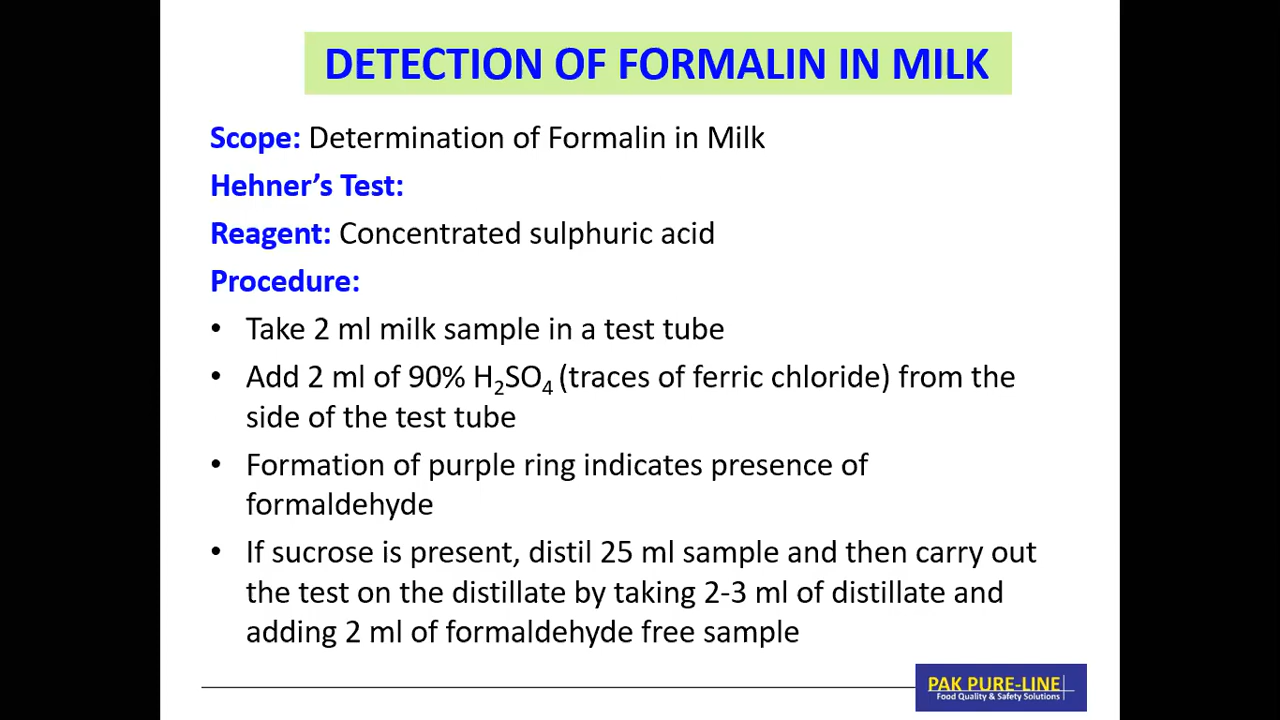 DETECTION OF FORMALIN IN MILK
Scope: Determination of Formalin in Milk
Hehner’s Test:
Reagent: Concentrated sulphuric acid
Procedure:
• Take 2 ml milk sample in a test tube
• Add 2 ml of 90% H₂SO₄ (traces of ferric chloride) from the
side of the test tube
• Formation of purple ring indicates presence of
formaldehyde
• If sucrose is present, distil 25 ml sample and then carry out
the test on the distillate by taking 2-3 ml of distillate and
adding 2 ml of formaldehyde free sample
PAK PURE-LINE
Food Quality & Safety Solutions